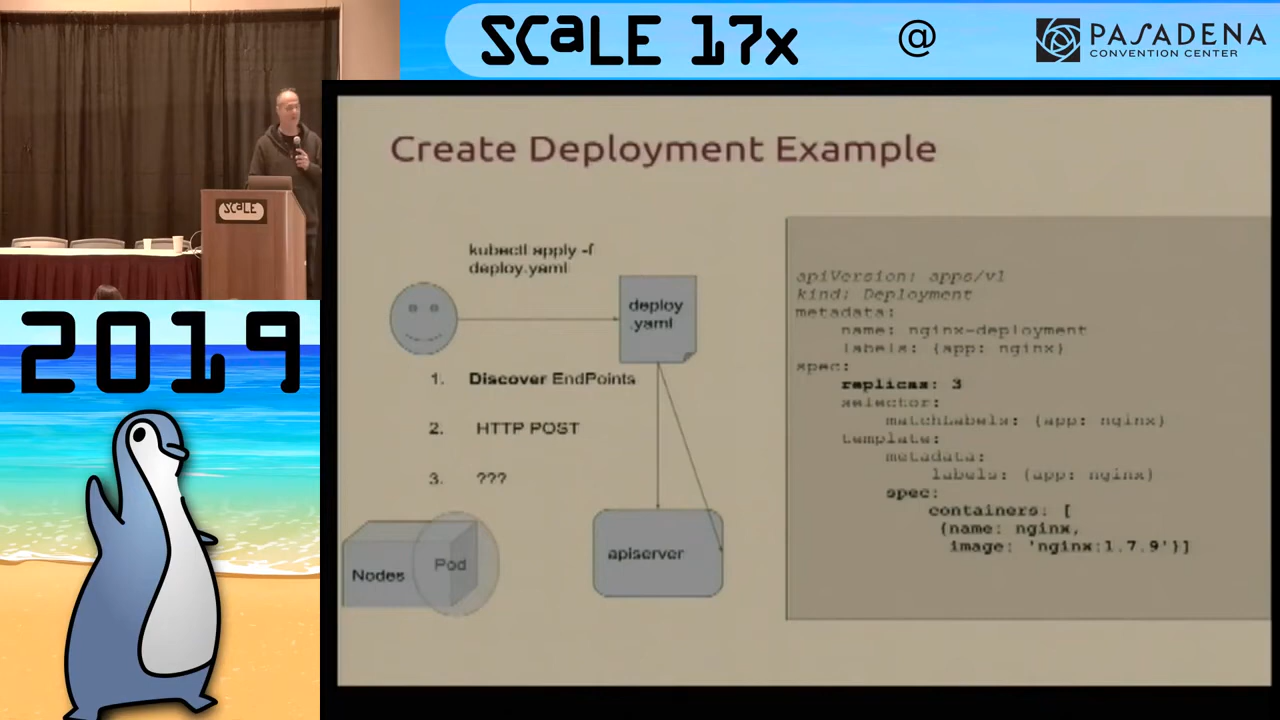 SCaLE 17x
@
PASADENA
CONVENTION CENTER
SCaLE
2019
Create Deployment Example
kubectl apply -f
deploy.yaml
deploy
.yaml
1. Discover EndPoints
2. HTTP POST
3. ???
Nodes
Pod
apiserver
apiVersion: apps/v1
kind: Deployment
metadata:
name: nginx-deployment
labels: {app: nginx}
spec:
replicas: 3
selector:
matchLabels: {app: nginx}
template:
metadata:
labels: {app: nginx}
spec:
containers: [
{name: nginx,
image: 'nginx:1.7.9'}]